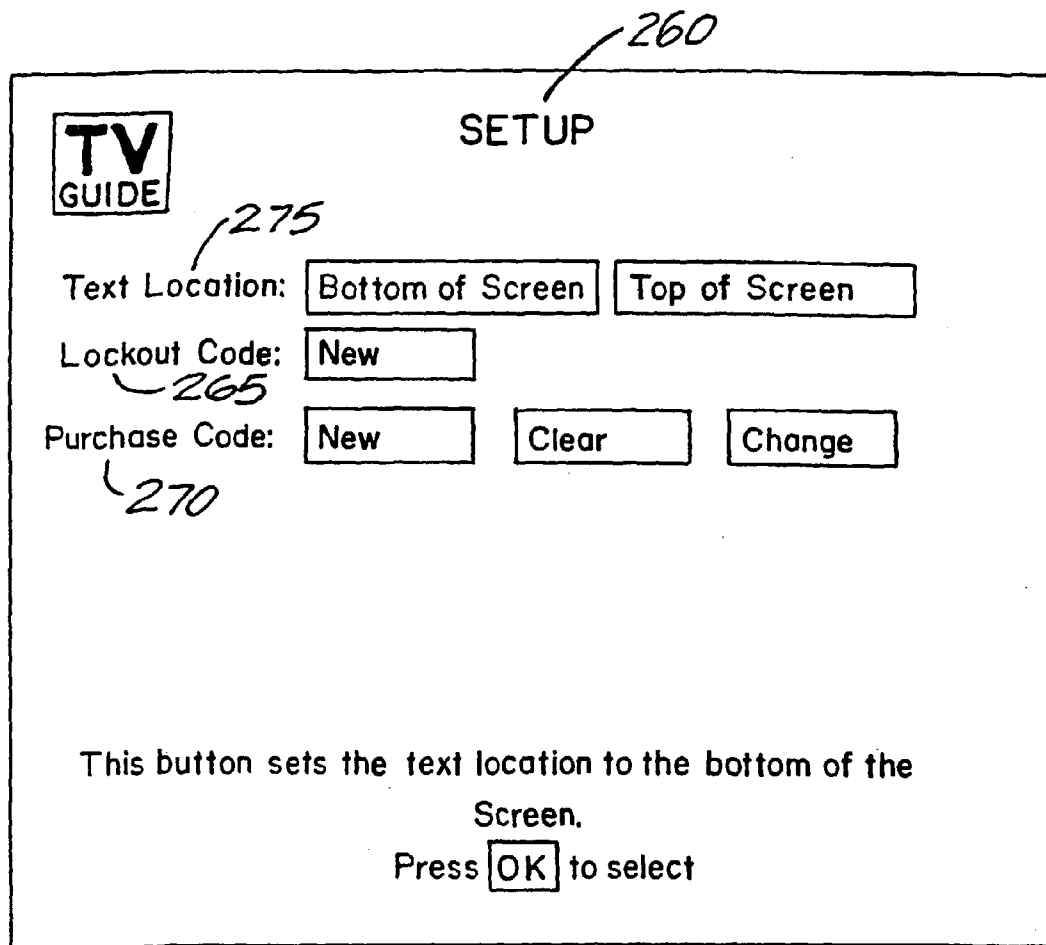 260
SETUP
TV
GUIDE
275
Text Location: Bottom of Screen Top of Screen
Lockout Code: New
265
Purchase Code: New Clear Change
270
This button sets the text location to the bottom of the
Screen.
Press OK to select